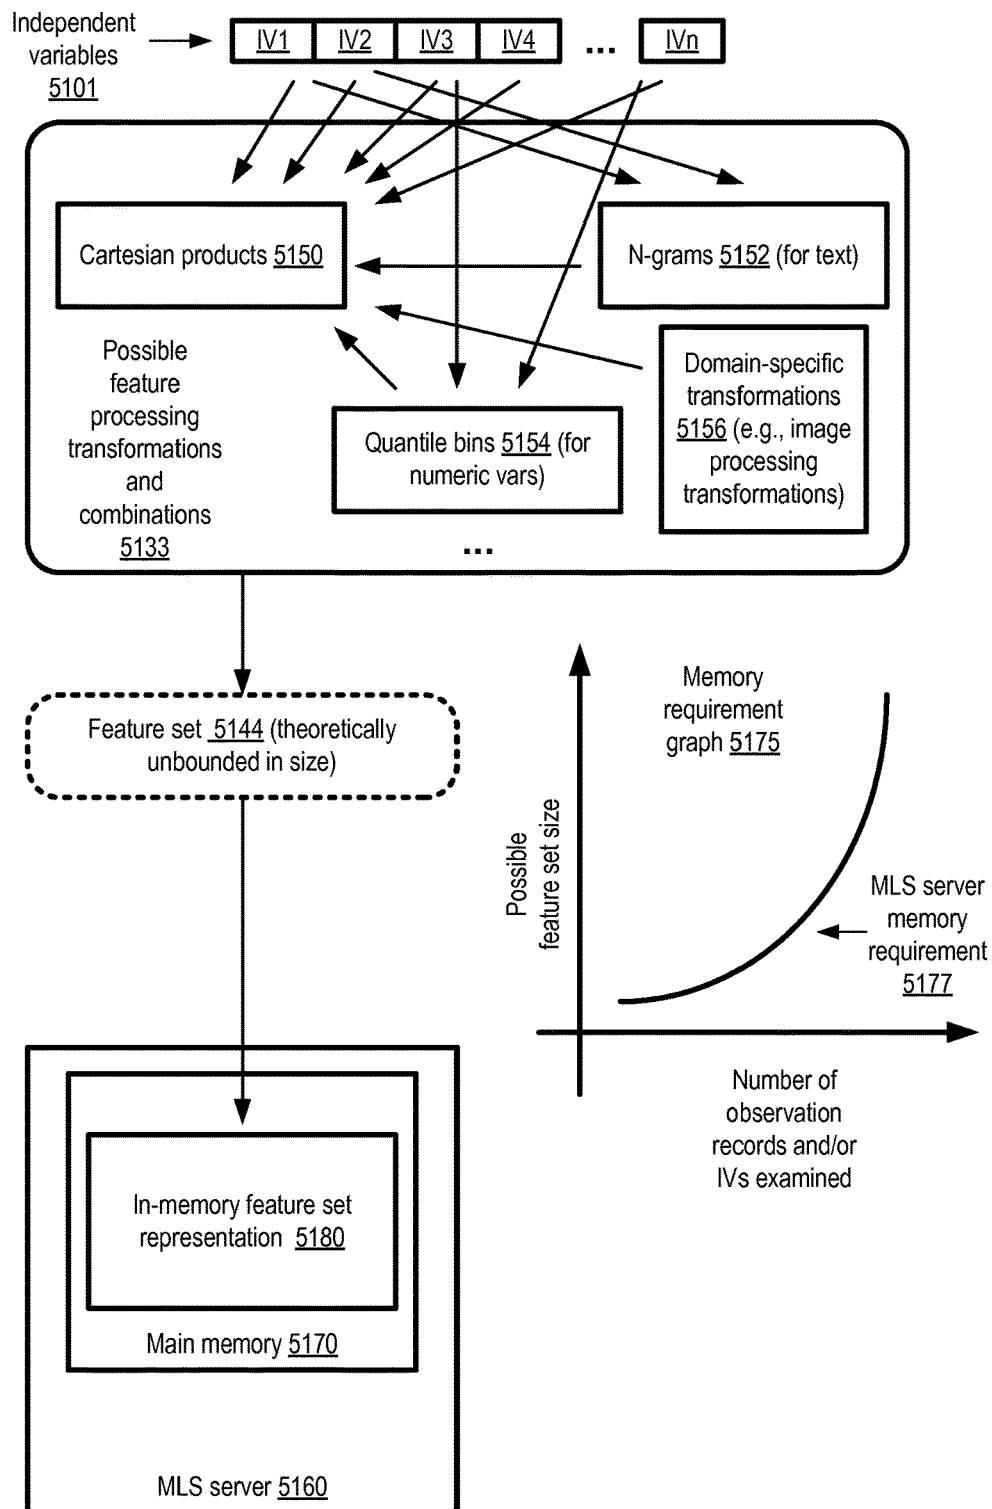 Independent
variables
5101
IV1 IV2 IV3 IV4 ... IVn
Cartesian products 5150
N-grams 5152 (for text)
Possible
feature
processing
transformations
and
combinations
5133
Quantile bins 5154 (for
numeric vars)
Domain-specific
transformations
5156 (e.g., image
processing
transformations)
...
Feature set 5144 (theoretically
unbounded in size)
Memory
requirement
graph 5175
Possible
feature set size
MLS server
memory
requirement
5177
Number of
observation
records and/or
IVs examined
In-memory feature set
representation 5180
Main memory 5170
MLS server 5160